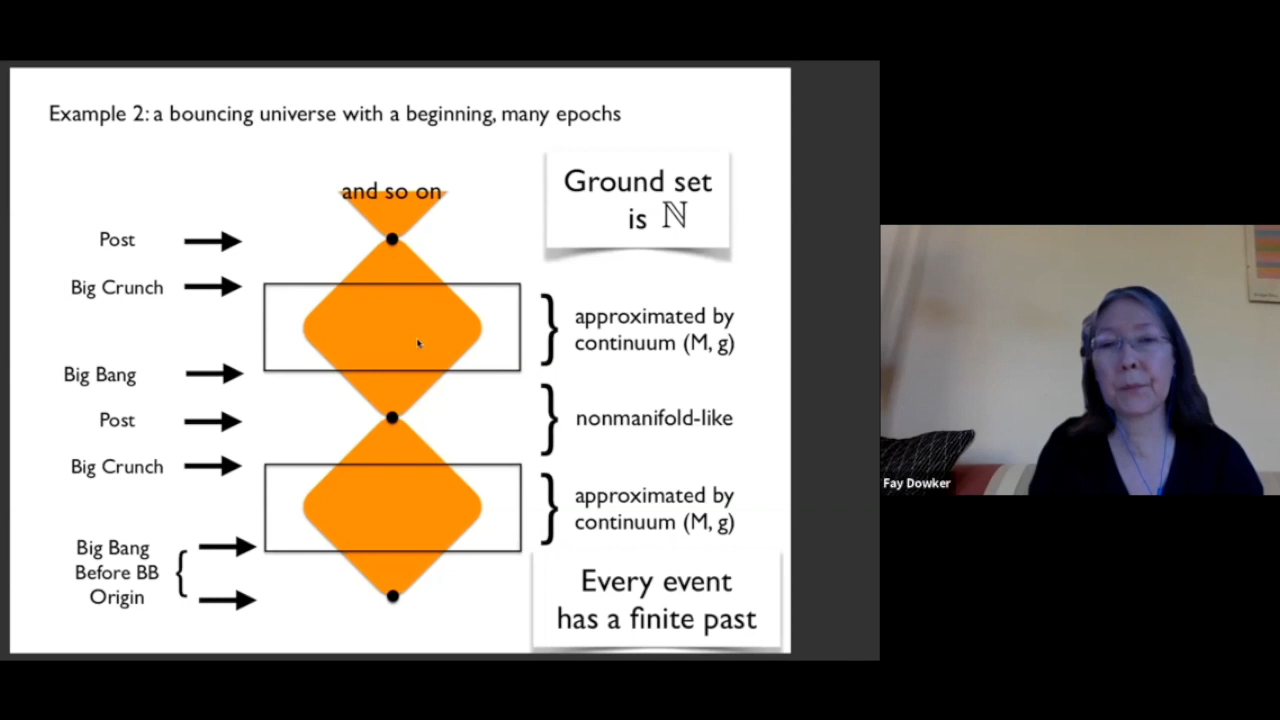 Example 2: a bouncing universe with a beginning, many epochs
and so on
Ground set
is ℕ
Post
Big Crunch
approximated by
continuum (M, g)
Big Bang
Post
nonmanifold-like
Big Crunch
approximated by
continuum (M, g)
Big Bang
Before BB
Origin
Every event
has a finite past
Fay Dowker